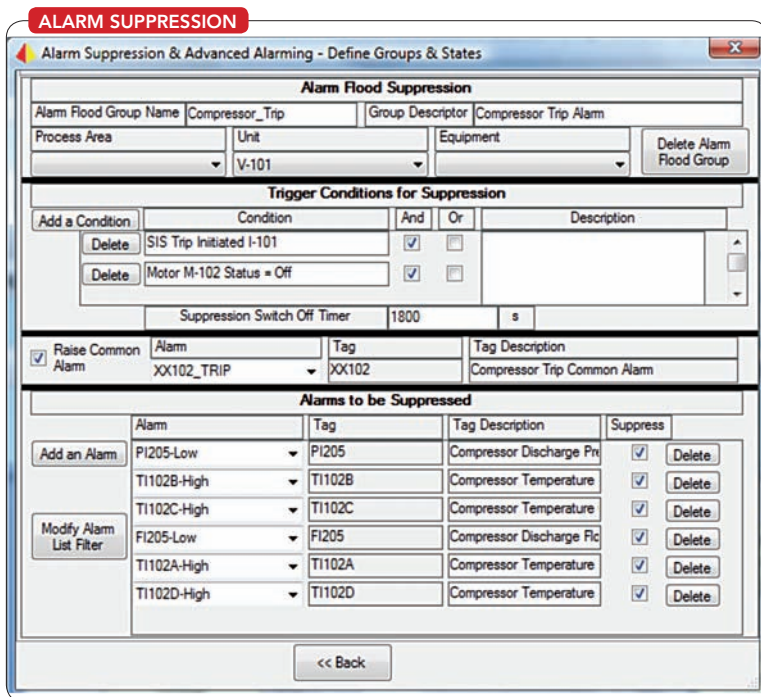 ALARM SUPPRESSION
Alarm Suppression & Advanced Alarming - Define Groups & States
x
Alarm Flood Suppression
Alarm Flood Group Name Compressor_Trip Group Descriptor Compressor Trip Alarm
Process Area Unit Equipment Delete Alarm
V-101 Flood Group
Trigger Conditions for Suppression
Add a Condition Condition And Or Description
Delete SIS Trip Initiated I-101
Delete Motor M-102 Status = Off
Suppression Switch Off Timer 1800 s
Raise Common Alarm Tag Tag Description
Alarm XX102_TRIP XX102 Compressor Trip Common Alarm
Alarms to be Suppressed
Alarm Tag Tag Description Suppress
Add an Alarm PI205-Low PI205 Compressor Discharge Pre Delete
TI102B-High TI102B Compressor Temperature Delete
TI102C-High TI102C Compressor Temperature Delete
Modify Alarm
List Filter FI205-Low FI205 Compressor Discharge Flo Delete
TI102A-High TI102A Compressor Temperature Delete
TI102D-High TI102D Compressor Temperature Delete
<< Back